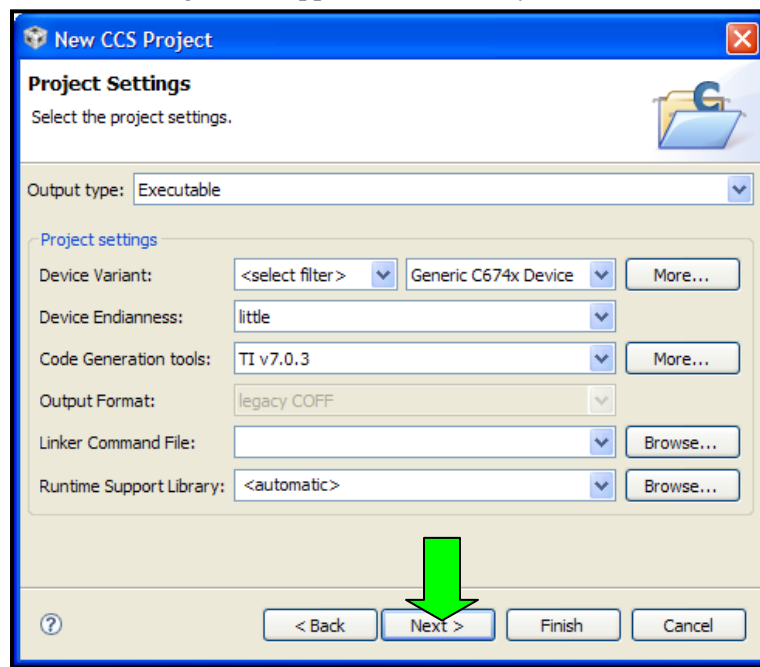 New CCS Project
Project Settings
Select the project settings.
Output type: Executable
Project settings
Device Variant: <select filter> Generic C674x Device More...
Device Endianness: little
Code Generation tools: TI v7.0.3 More...
Output Format: legacy COFF
Linker Command File: Browse...
Runtime Support Library: <automatic> Browse...
< Back Next > Finish Cancel